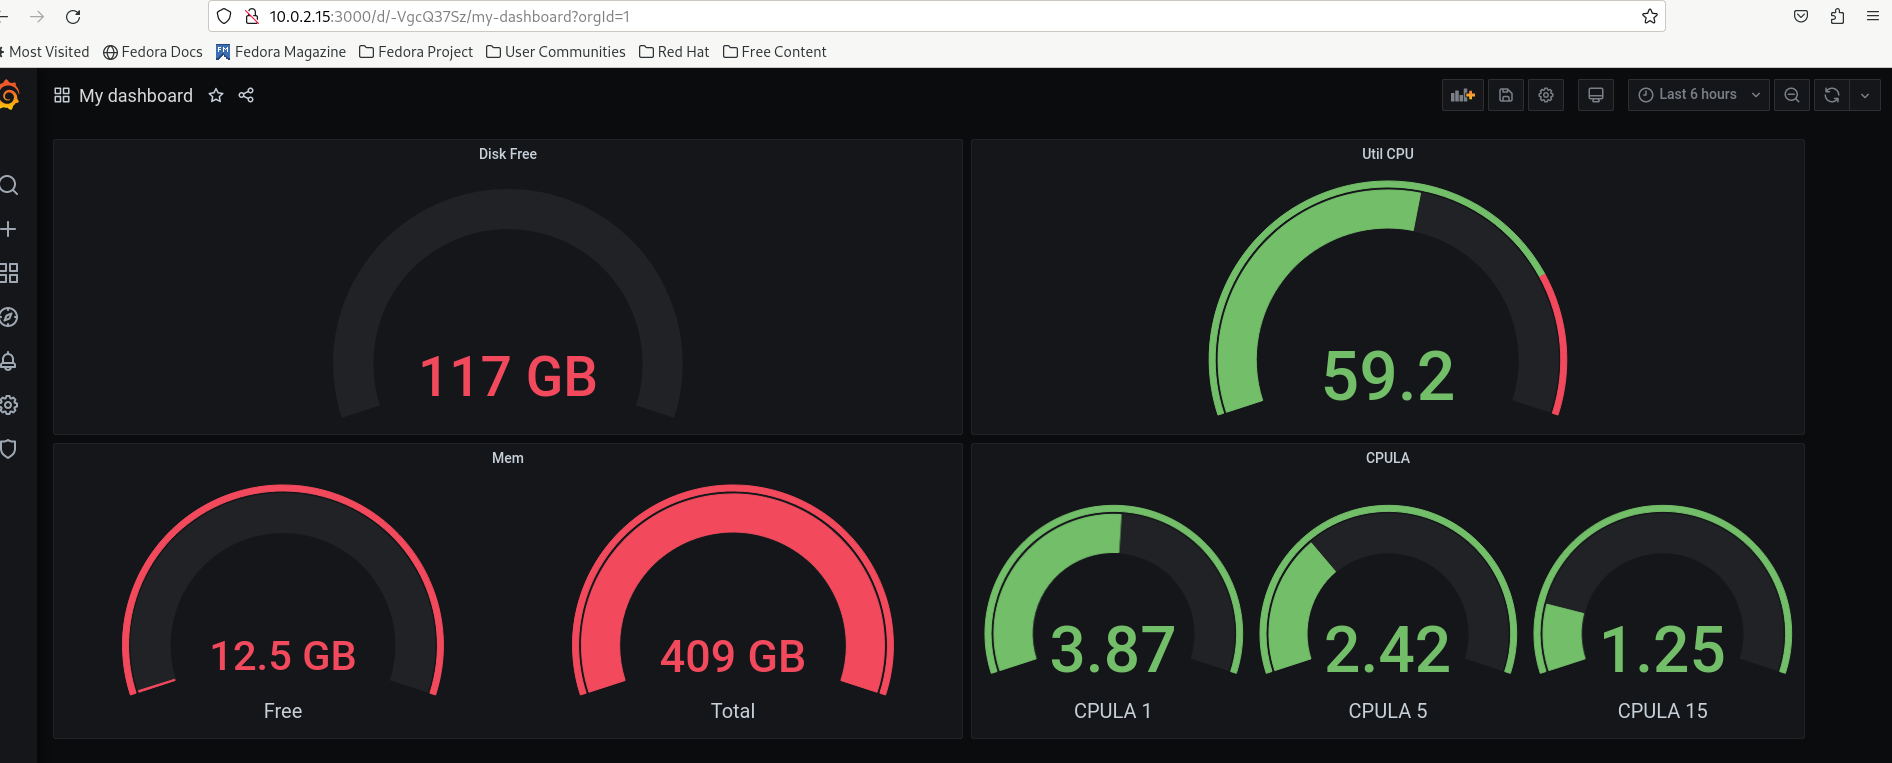 10.0.2.15:3000/d/-VgcQ37Sz/my-dashboard?orgId=1
Most Visited Fedora Docs FM Fedora Magazine Fedora Project User Communities Red Hat Free Content
My dashboard Last 6 hours
Disk Free
117 GB
Util CPU
59.2
Mem
12.5 GB
Free
409 GB
Total
CPULA
3.87
CPULA 1
2.42
CPULA 5
1.25
CPULA 15